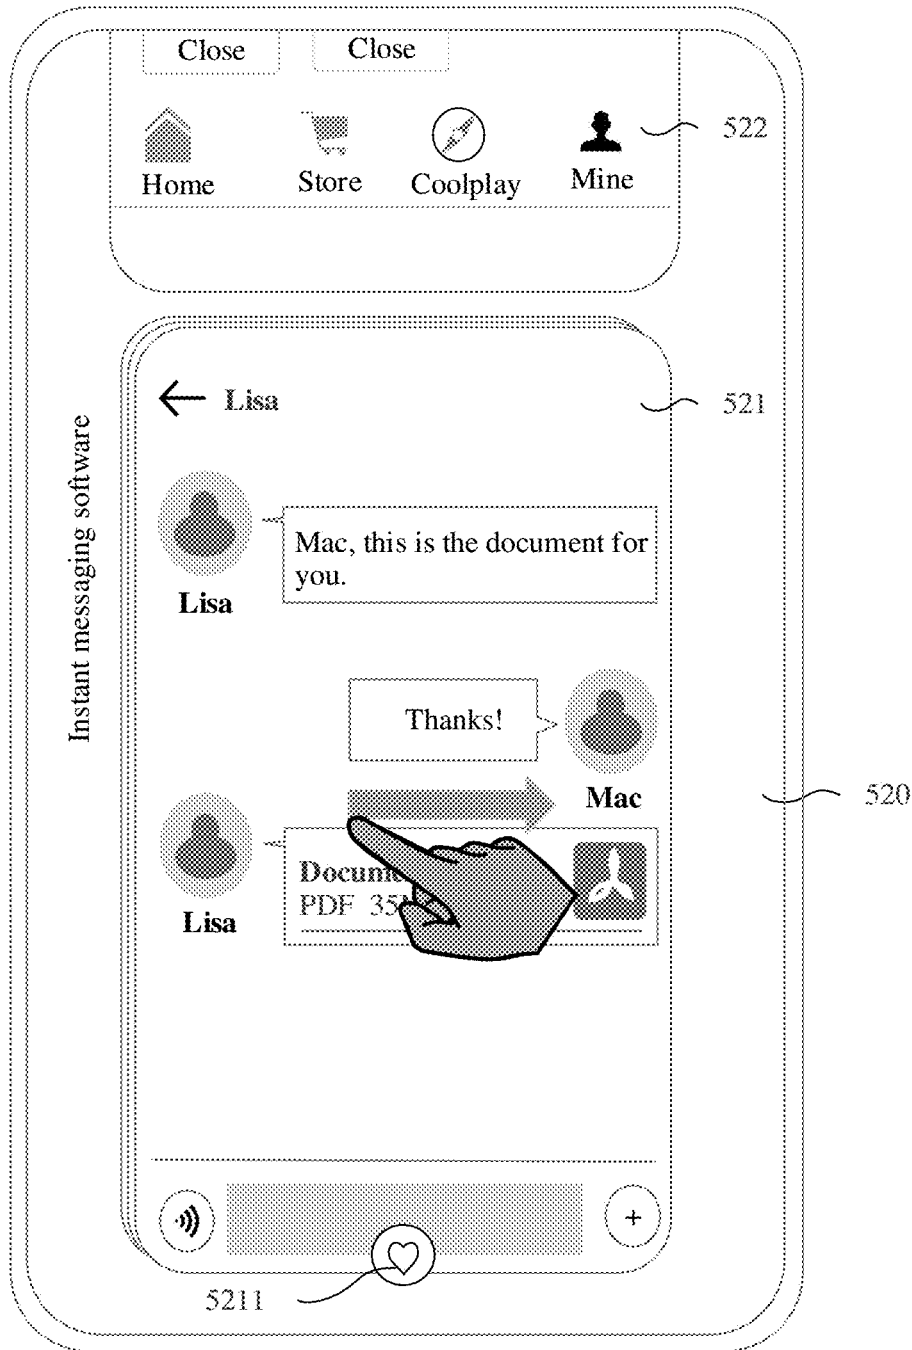 Close
Close
522
Home
Store
Coolplay
Mine
Lisa
521
Instant messaging software
Mac, this is the document for
you.
Lisa
Thanks!
Mac
520
PDF
Lisa
+
5211